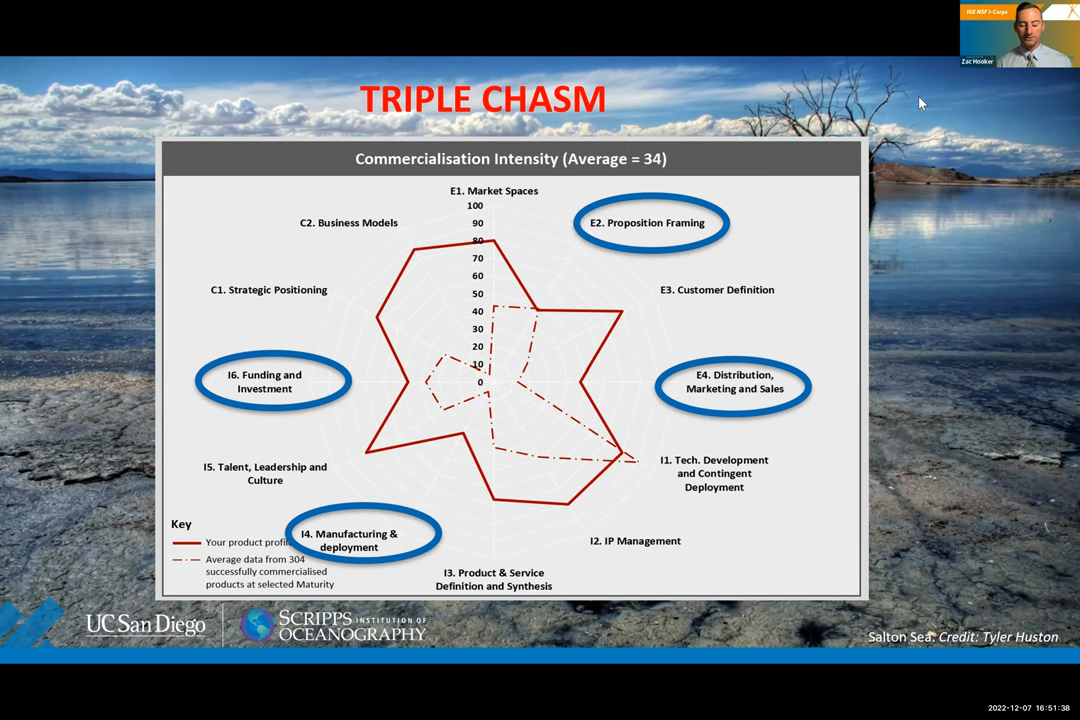 IGE NSF I-Corps
Zac Hooker
TRIPLE CHASM
Commercialisation Intensity (Average = 34)
E1. Market Spaces
100
90
80
70
60
50
40
30
20
10
0
C2. Business Models
E2. Proposition Framing
C1. Strategic Positioning
E3. Customer Definition
I6. Funding and
Investment
E4. Distribution,
Marketing and Sales
I5. Talent, Leadership and
Culture
I1. Tech. Development
and Contingent
Deployment
I4. Manufacturing &
deployment
I2. IP Management
I3. Product & Service
Definition and Synthesis
Key
Your product
Average data from 304
successfully commercialised
products at selected Maturity
UC San Diego
SCRIPPS INSTITUTION OF
OCEANOGRAPHY
Salton Sea. Credit: Tyler Huston
2022-12-07 16:51:38